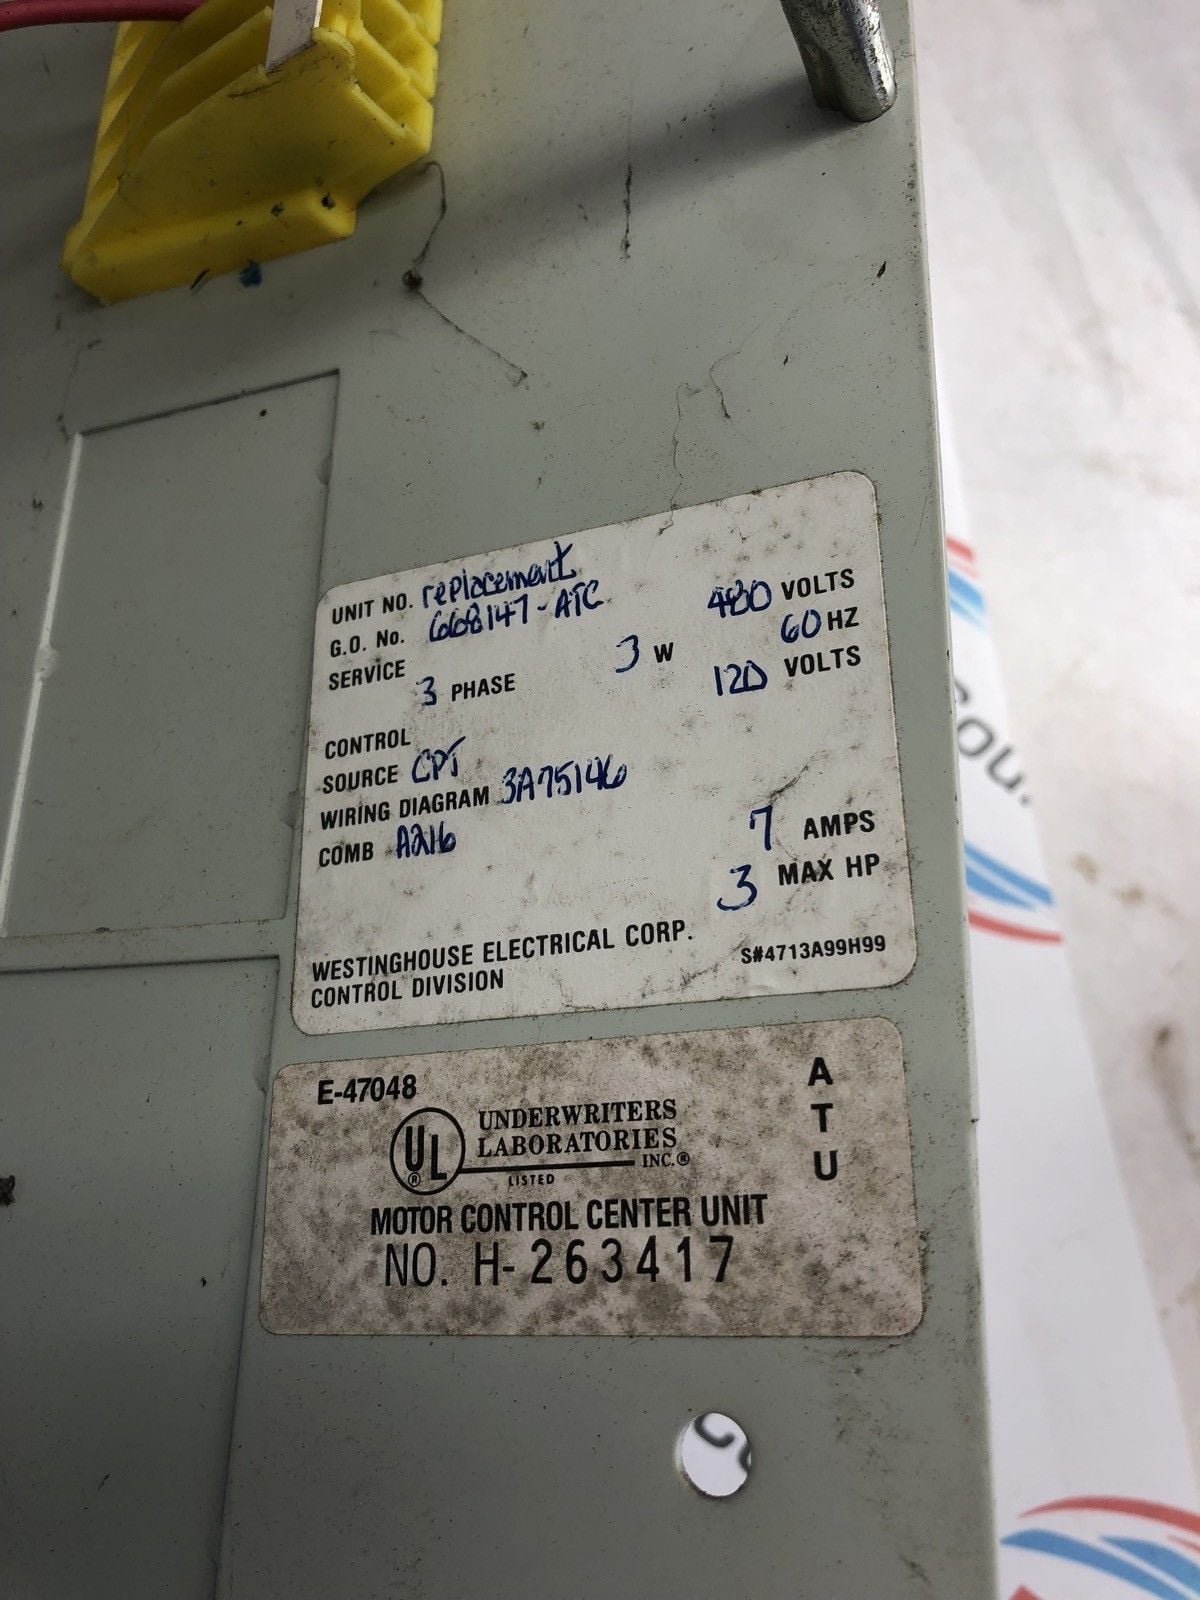 UNIT NO. replacement
G.O. No. 668147-ATC 480 VOLTS
SERVICE 3 PHASE 3 W 60 HZ
CONTROL 120 VOLTS
SOURCE CPT
WIRING DIAGRAM 3A75146
COMB A216 7 AMPS
3 MAX HP
WESTINGHOUSE ELECTRICAL CORP.
CONTROL DIVISION S#4713A99H99
E-47048
A
T
U
UL
®
UNDERWRITERS
LABORATORIES
INC.®
LISTED
MOTOR CONTROL CENTER UNIT
NO. H-263417